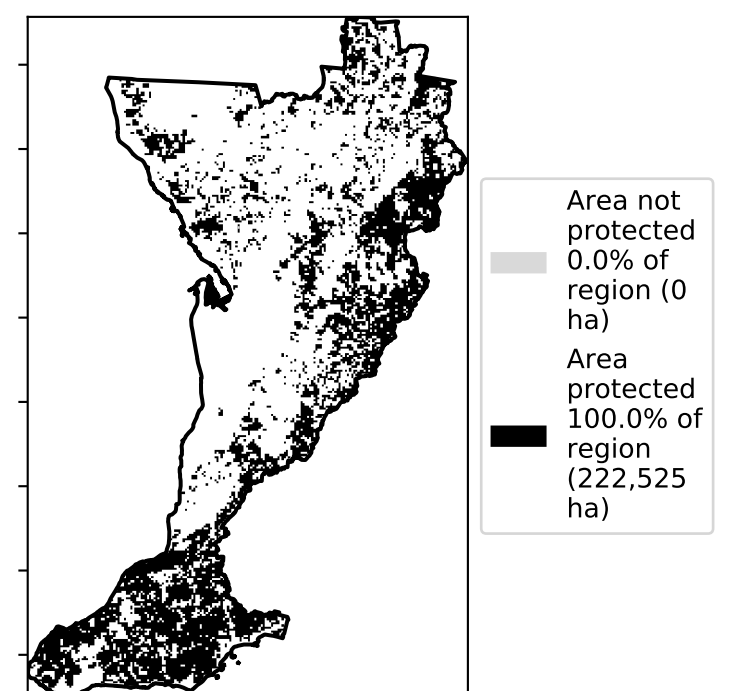 Area not
protected
0.0% of
region (0
ha)
Area
protected
100.0% of
region
(222,525
ha)